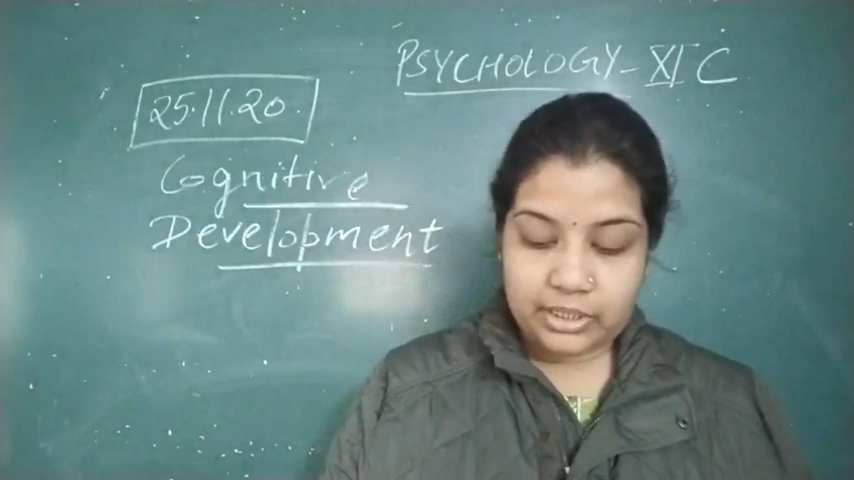 PSYCHOLOGY - XI C
25.11.20.
Cognitive
Development